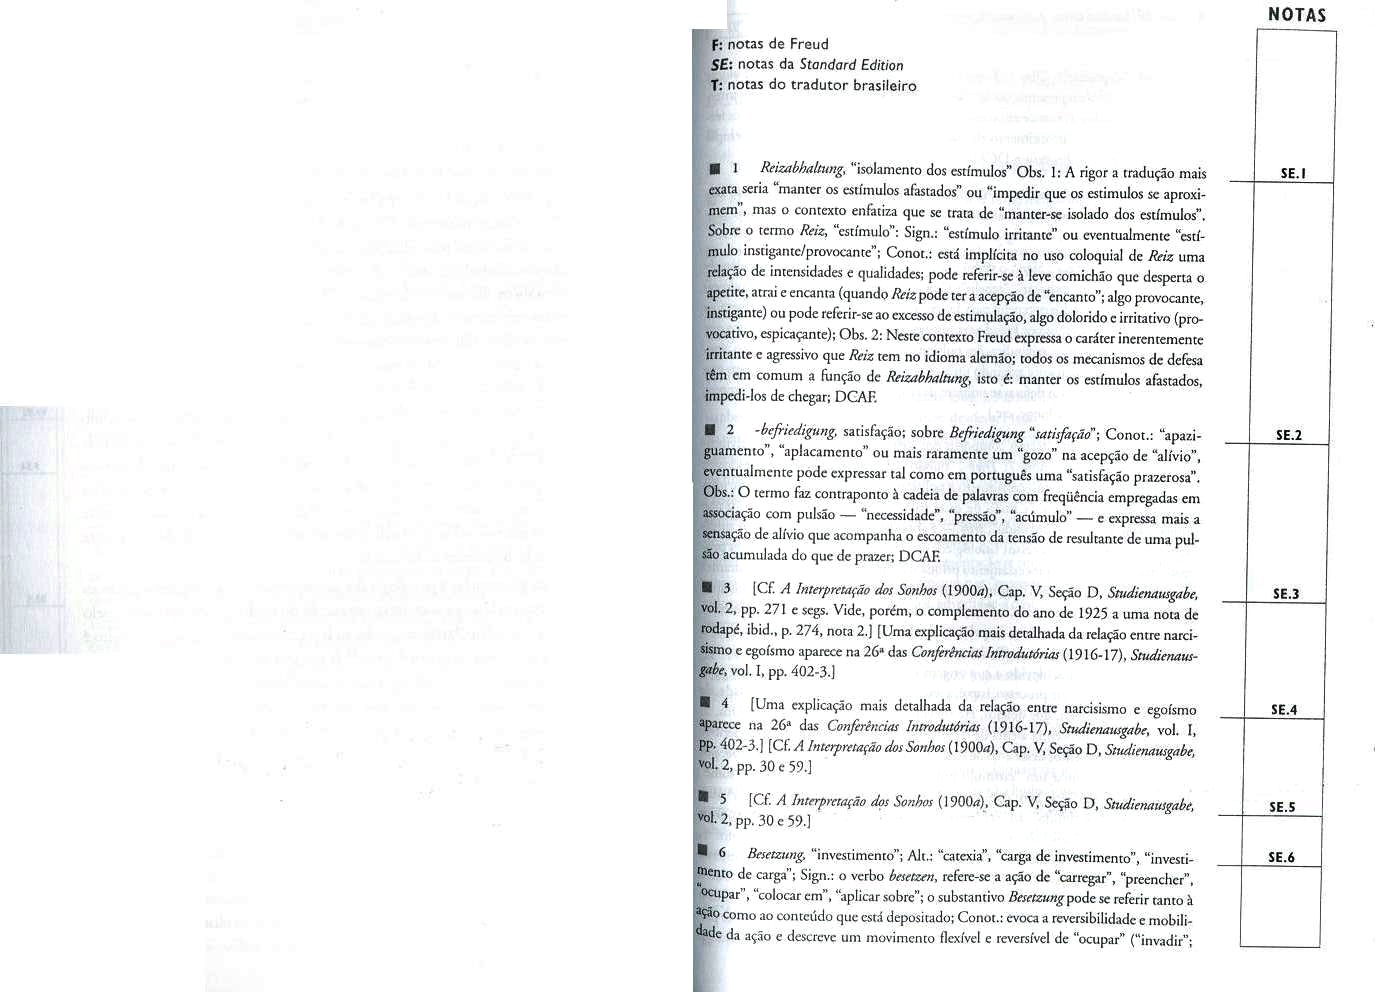 NOTAS
F: notas de Freud
SE: notas da Standard Edition
T: notas do tradutor brasileiro
■ 1 Reizabhaltung, “isolamento dos estímulos” Obs. 1: A rigor a tradução mais
exata seria “manter os estímulos afastados” ou “impedir que os estimulos se aproxi-
mem”, mas o contexto enfatiza que se trata de “manter-se isolado dos estímulos”.
Sobre o termo Reiz, “estímulo”: Sign.: “estímulo irritante” ou eventualmente “estí-
mulo instigante/provocante”; Conot.: está implícita no uso coloquial de Reiz uma
relação de intensidades e qualidades; pode referir-se à leve comichão que desperta o
apetite, atrai e encanta (quando Reiz pode ter a acepção de “encanto”; algo provocante,
instigante) ou pode referir-se ao excesso de estimulação, algo dolorido e irritativo (pro-
vocativo, espicaçante); Obs. 2: Neste contexto Freud expressa o caráter inerentemente
irritante e agressivo que Reiz tem no idioma alemão; todos os mecanismos de defesa
têm em comum a função de Reizabhaltung, isto é: manter os estímulos afastados,
impedi-los de chegar; DCAF.
SE.1
■ 2 -befriedigung, satisfação; sobre Befriedigung “satisfação”; Conot.: “apazi-
guamento”, “aplacamento” ou mais raramente um “gozo” na acepção de “alívio”,
eventualmente pode expressar tal como em português uma “satisfação prazerosa”.
Obs.: O termo faz contraponto à cadeia de palavras com freqüência empregadas em
associação com pulsão — “necessidade”, “pressão”, “acúmulo” — e expressa mais a
sensação de alívio que acompanha o escoamento da tensão de resultante de uma pul-
são acumulada do que de prazer; DCAF.
SE.2
■ 3 [Cf. A Interpretação dos Sonhos (1900a), Cap. V, Seção D, Studienausgabe,
vol. 2, pp. 271 e segs. Vide, porém, o complemento do ano de 1925 a uma nota de
rodapé, ibid., p. 274, nota 2.] [Uma explicação mais detalhada da relação entre narci-
sismo e egoísmo aparece na 26ª das Conferências Introdutórias (1916-17), Studienaus-
gabe, vol. I, pp. 402-3.]
SE.3
■ 4 [Uma explicação mais detalhada da relação entre narcisismo e egoísmo
aparece na 26ª das Conferências Introdutórias (1916-17), Studienausgabe, vol. I,
pp. 402-3.] [Cf. A Interpretação dos Sonhos (1900a), Cap. V, Seção D, Studienausgabe,
vol. 2, pp. 30 e 59.]
SE.4
■ 5 [Cf. A Interpretação dos Sonhos (1900a), Cap. V, Seção D, Studienausgabe,
vol. 2, pp. 30 e 59.]
SE.5
■ 6 Besetzung, “investimento”; Alt.: “catexia”, “carga de investimento”, “investi-
mento de carga”; Sign.: o verbo besetzen, refere-se a ação de “carregar”, “preencher”,
“ocupar”, “colocar em”, “aplicar sobre”; o substantivo Besetzung pode se referir tanto à
ação como ao conteúdo que está depositado; Conot.: evoca a reversibilidade e mobili-
dade da ação e descreve um movimento flexível e reversível de “ocupar” (“invadir”;
SE.6